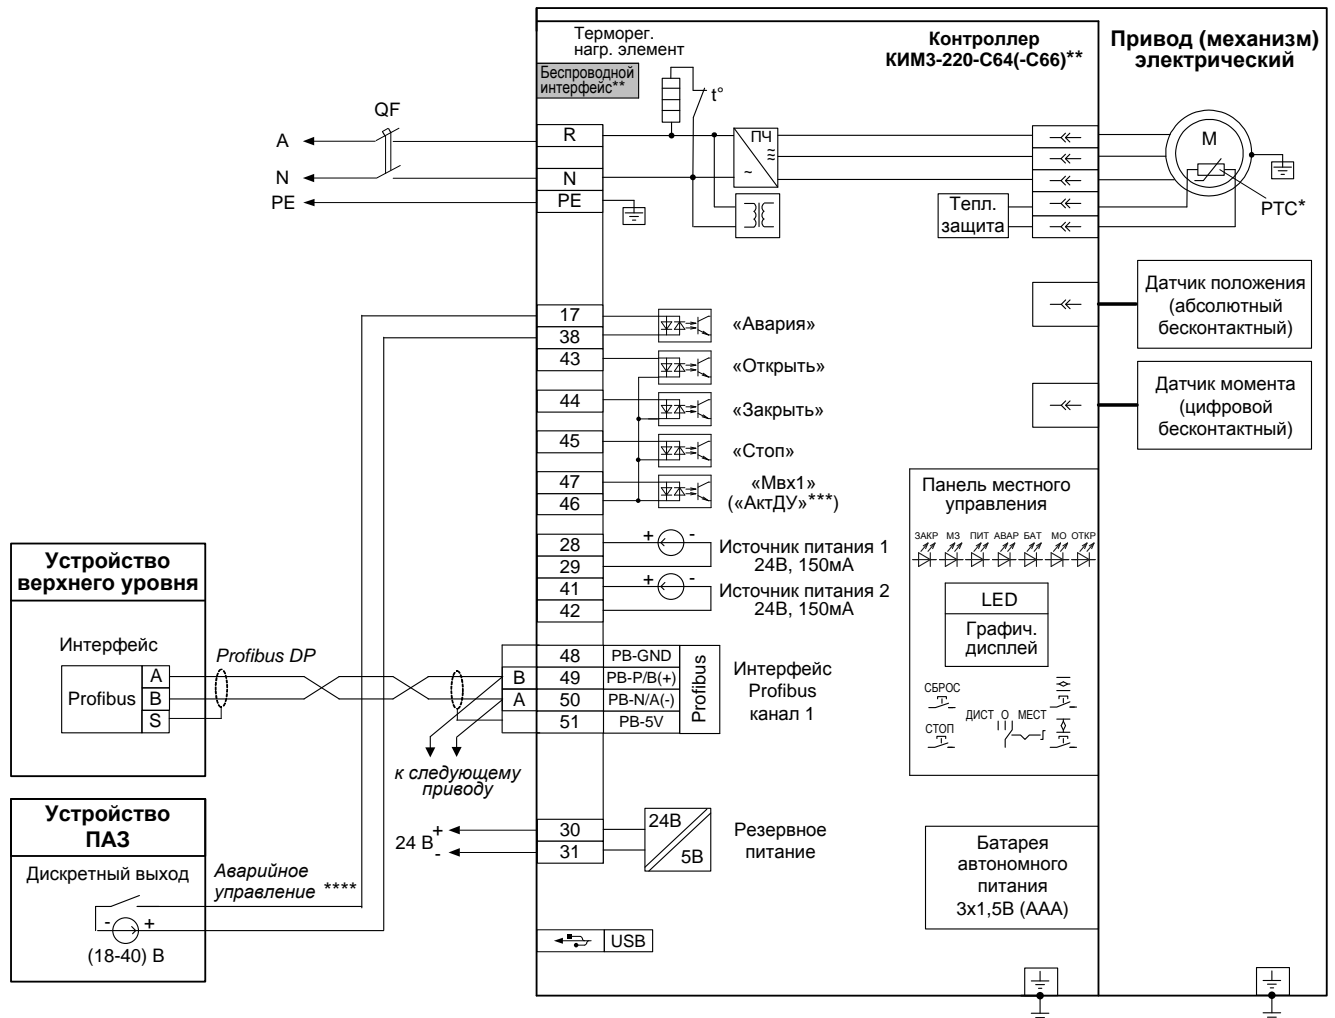 Терморег.
нагр. элемент
Контроллер
КИМ3-220-С64(-С66)**
Привод (механизм)
электрический
Беспроводной
интерфейс**
t°
QF
A
R
ПЧ
≈
~
M
N
N
PE
PE
PTC*
Тепл.
защита
Датчик положения
(абсолютный
бесконтактный)
17
«Авария»
38
43
«Открыть»
Датчик момента
(цифровой
бесконтактный)
44
«Закрыть»
45
«Стоп»
47
«Мвх1»
46
(«АктДУ»***)
Панель местного
управления
ЗАКР МЗ ПИТ АВАР БАТ МО ОТКР
28
+ -
Источник питания 1
29
24В, 150мА
41
+ -
Источник питания 2
42
24В, 150мА
LED
Графич.
дисплей
СБРОС
СТОП
ДИСТ О МЕСТ
Устройство
верхнего уровня
Интерфейс
Profibus
A
B
S
Profibus DP
48 PB-GND
B 49 PB-P/B(+)
A 50 PB-N/A(-)
51 PB-5V
Profibus
Интерфейс
Profibus
канал 1
к следующему
приводу
Устройство
ПАЗ
Дискретный выход
- +
(18-40) В
Аварийное
управление ****
24 В
+
-
30
31
24В
5В
Резервное
питание
Батарея
автономного
питания
3х1,5В (ААА)
USB